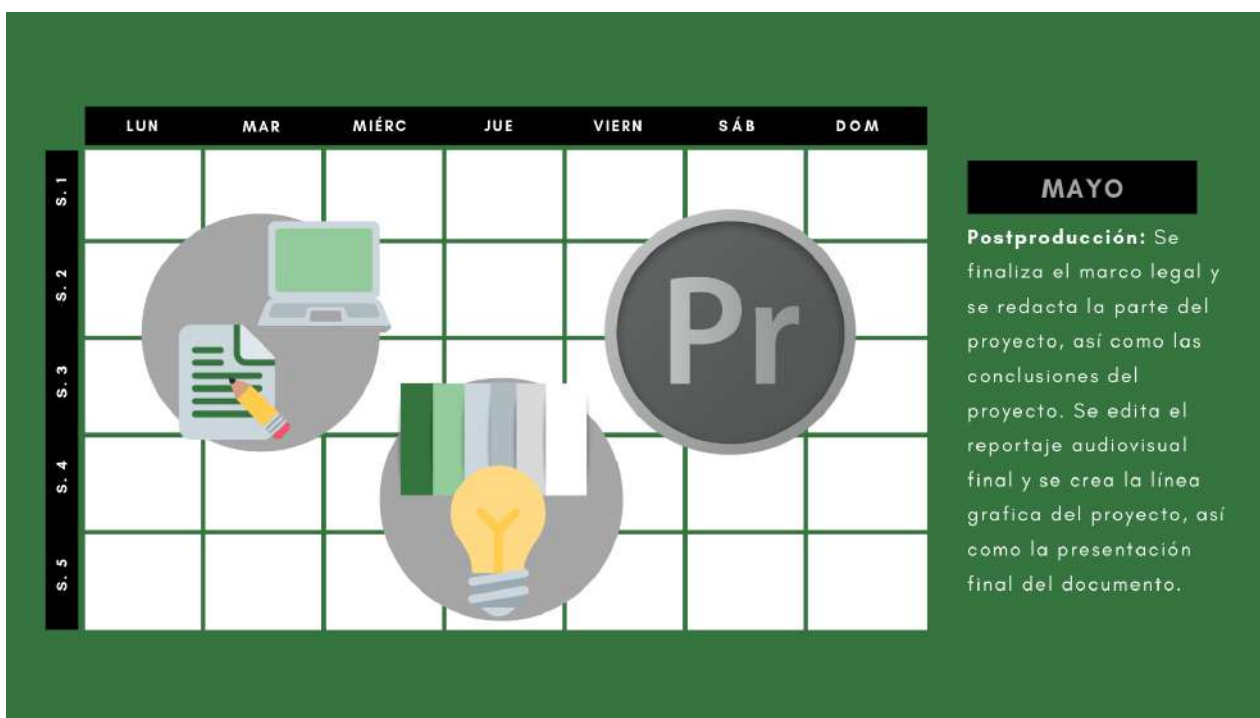 LUN MAR MIÉRC JUE VIERN SÁB DOM
S. 1
S. 2
S. 3
S. 4
S. 5
Pr
MAYO
Postproducción: Se
finaliza el marco legal y
se redacta la parte del
proyecto, así como las
conclusiones del
proyecto. Se edita el
reportaje audiovisual
final y se crea la línea
grafica del proyecto, así
como la presentación
final del documento.